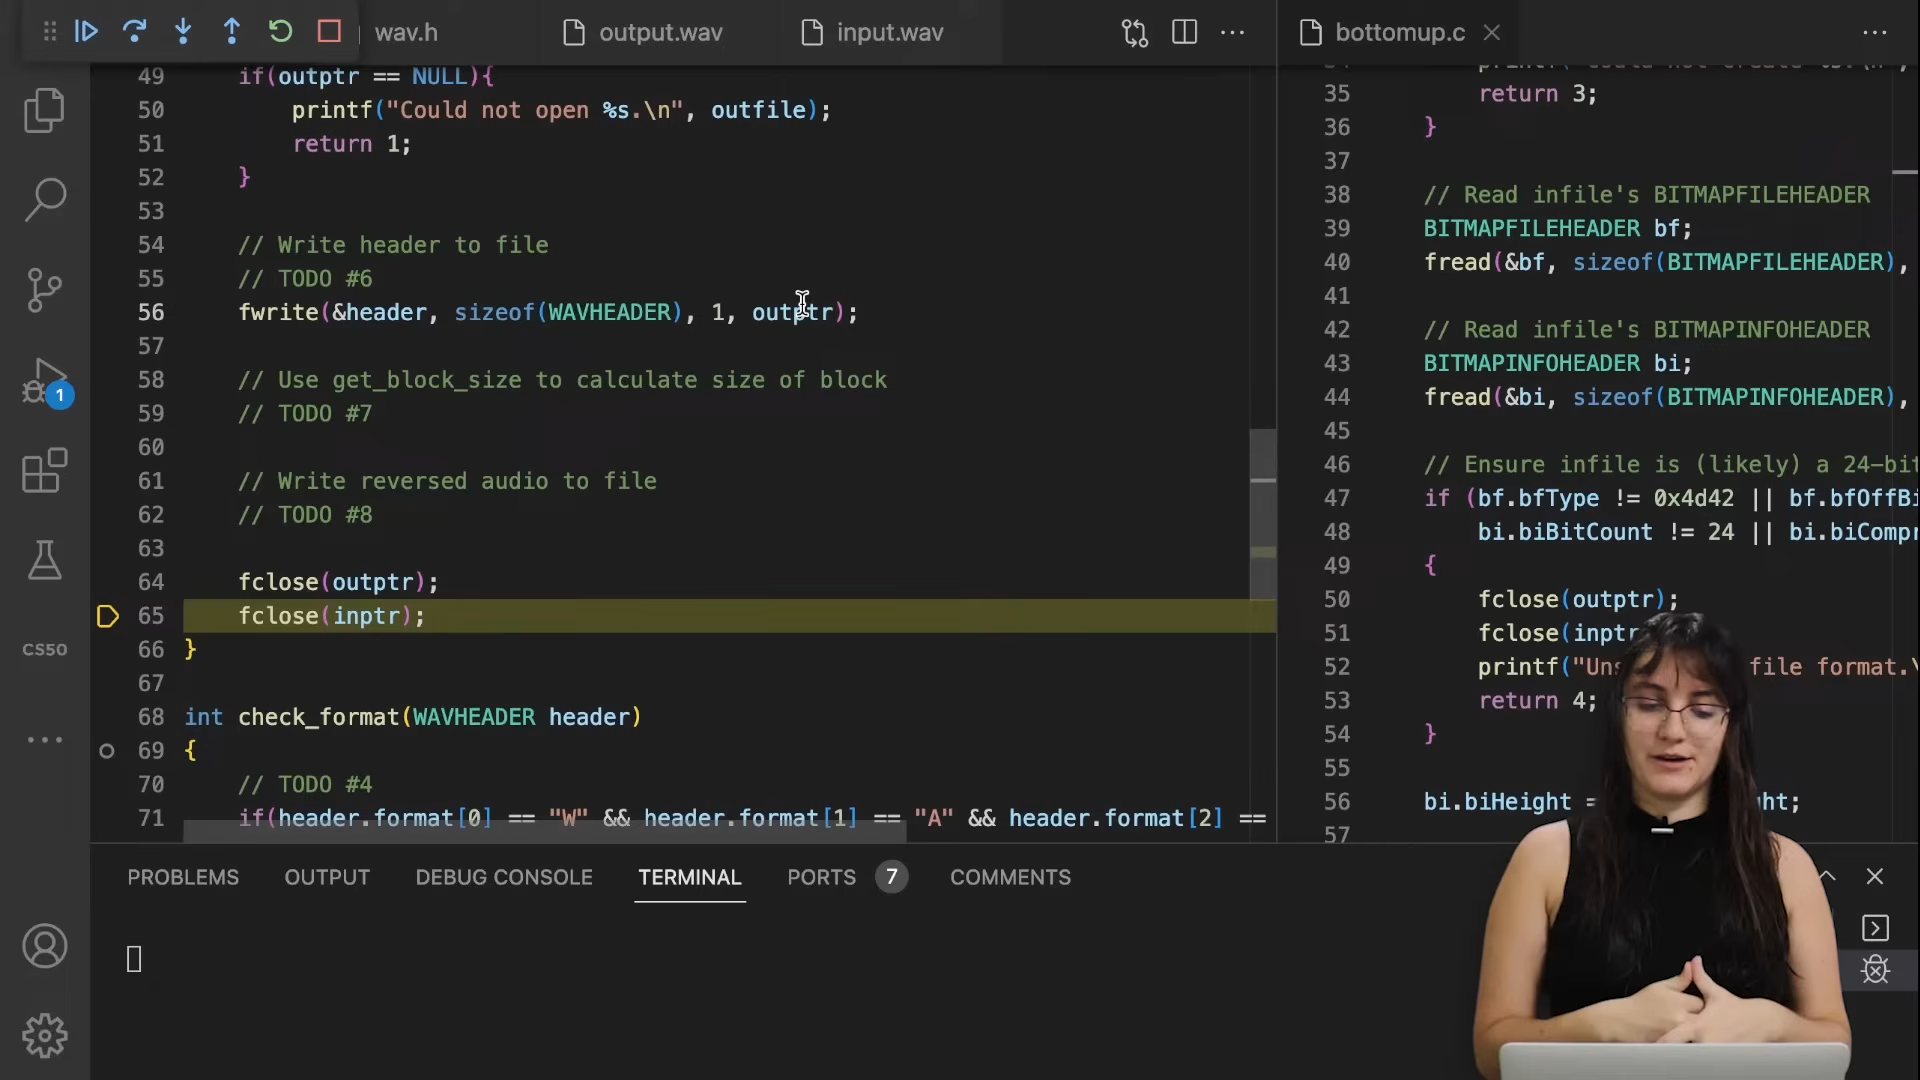 wav.h
output.wav
input.wav
bottomup.c
49 if(outptr == NULL){
50 printf("Could not open %s.\n", outfile);
51 return 1;
52 }
53
54 // Write header to file
55 // TODO #6
56 fwrite(&header, sizeof(WAVHEADER), 1, outptr);
57
58 // Use get_block_size to calculate size of block
59 // TODO #7
60
61 // Write reversed audio to file
62 // TODO #8
63
64 fclose(outptr);
65 fclose(inptr);
66 }
67
68 int check_format(WAVHEADER header)
69 {
70 // TODO #4
71 if(header.format[0] == "W" && header.format[1] == "A" && header.format[2] ==
35 return 3;
36 }
37
38 // Read infile's BITMAPFILEHEADER
39 BITMAPFILEHEADER bf;
40 fread(&bf, sizeof(BITMAPFILEHEADER),
41
42 // Read infile's BITMAPINFOHEADER
43 BITMAPINFOHEADER bi;
44 fread(&bi, sizeof(BITMAPINFOHEADER),
45
46 // Ensure infile is (likely) a 24-bit
47 if (bf.bfType != 0x4d42 || bf.bfOffBi
48 bi.biBitCount != 24 || bi.biCompr
49 {
50 fclose(outptr);
51 fclose(inptr
52 printf("Uns file format.\
53 return 4;
54 }
55
56 bi.biHeight = ht;
57
1
CS50
PROBLEMS
OUTPUT
DEBUG CONSOLE
TERMINAL
PORTS 7
COMMENTS